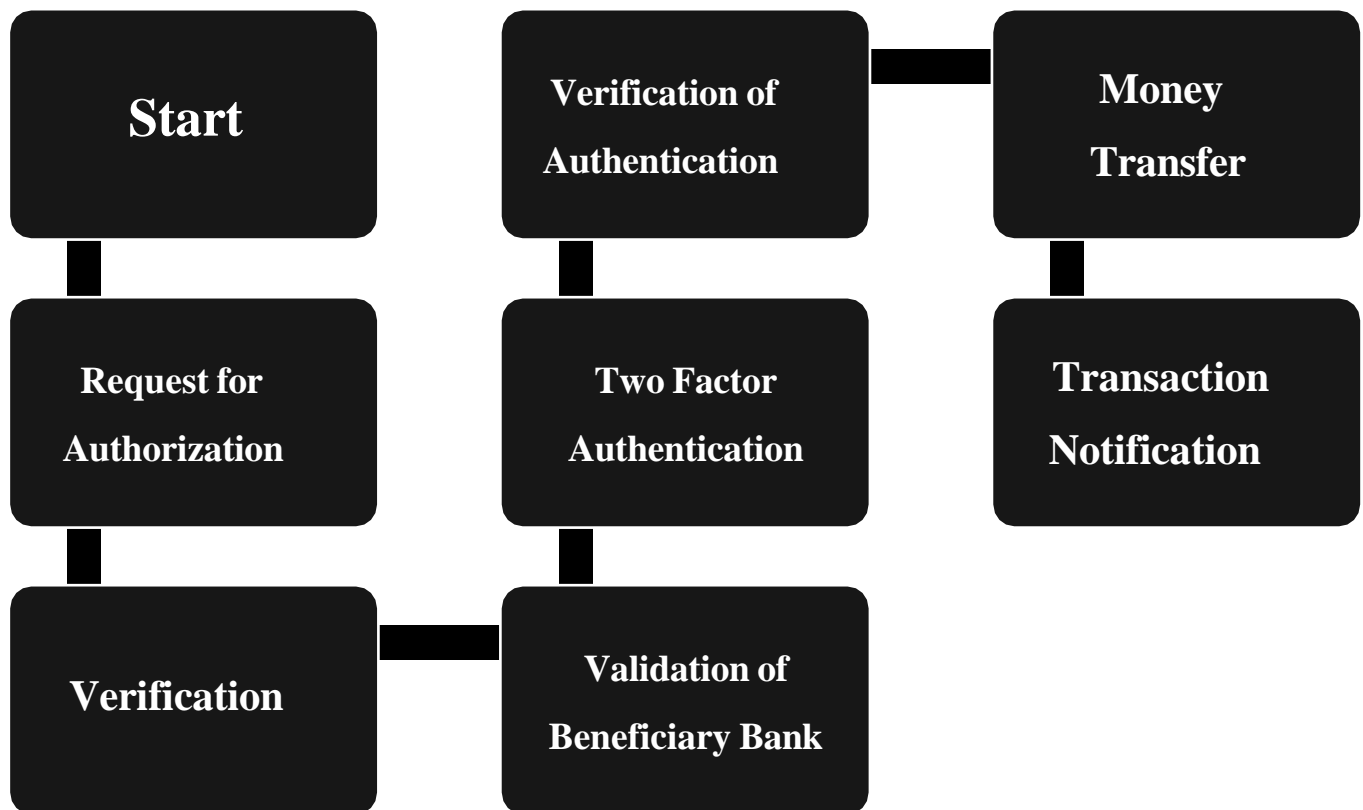 Start
Request for
Authorization
Verification
Validation of
Beneficiary Bank
Two Factor
Authentication
Verification of
Authentication
Money
Transfer
Transaction
Notification